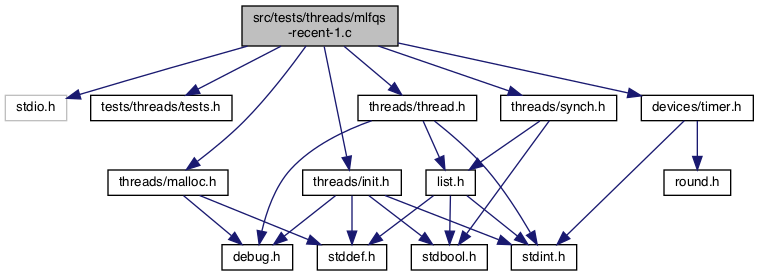 src/tests/threads/mlfqs
-recent-1.c
stdio.h
tests/threads/tests.h
threads/thread.h
threads/synch.h
devices/timer.h
threads/malloc.h
threads/init.h
list.h
round.h
debug.h
stddef.h
stdbool.h
stdint.h